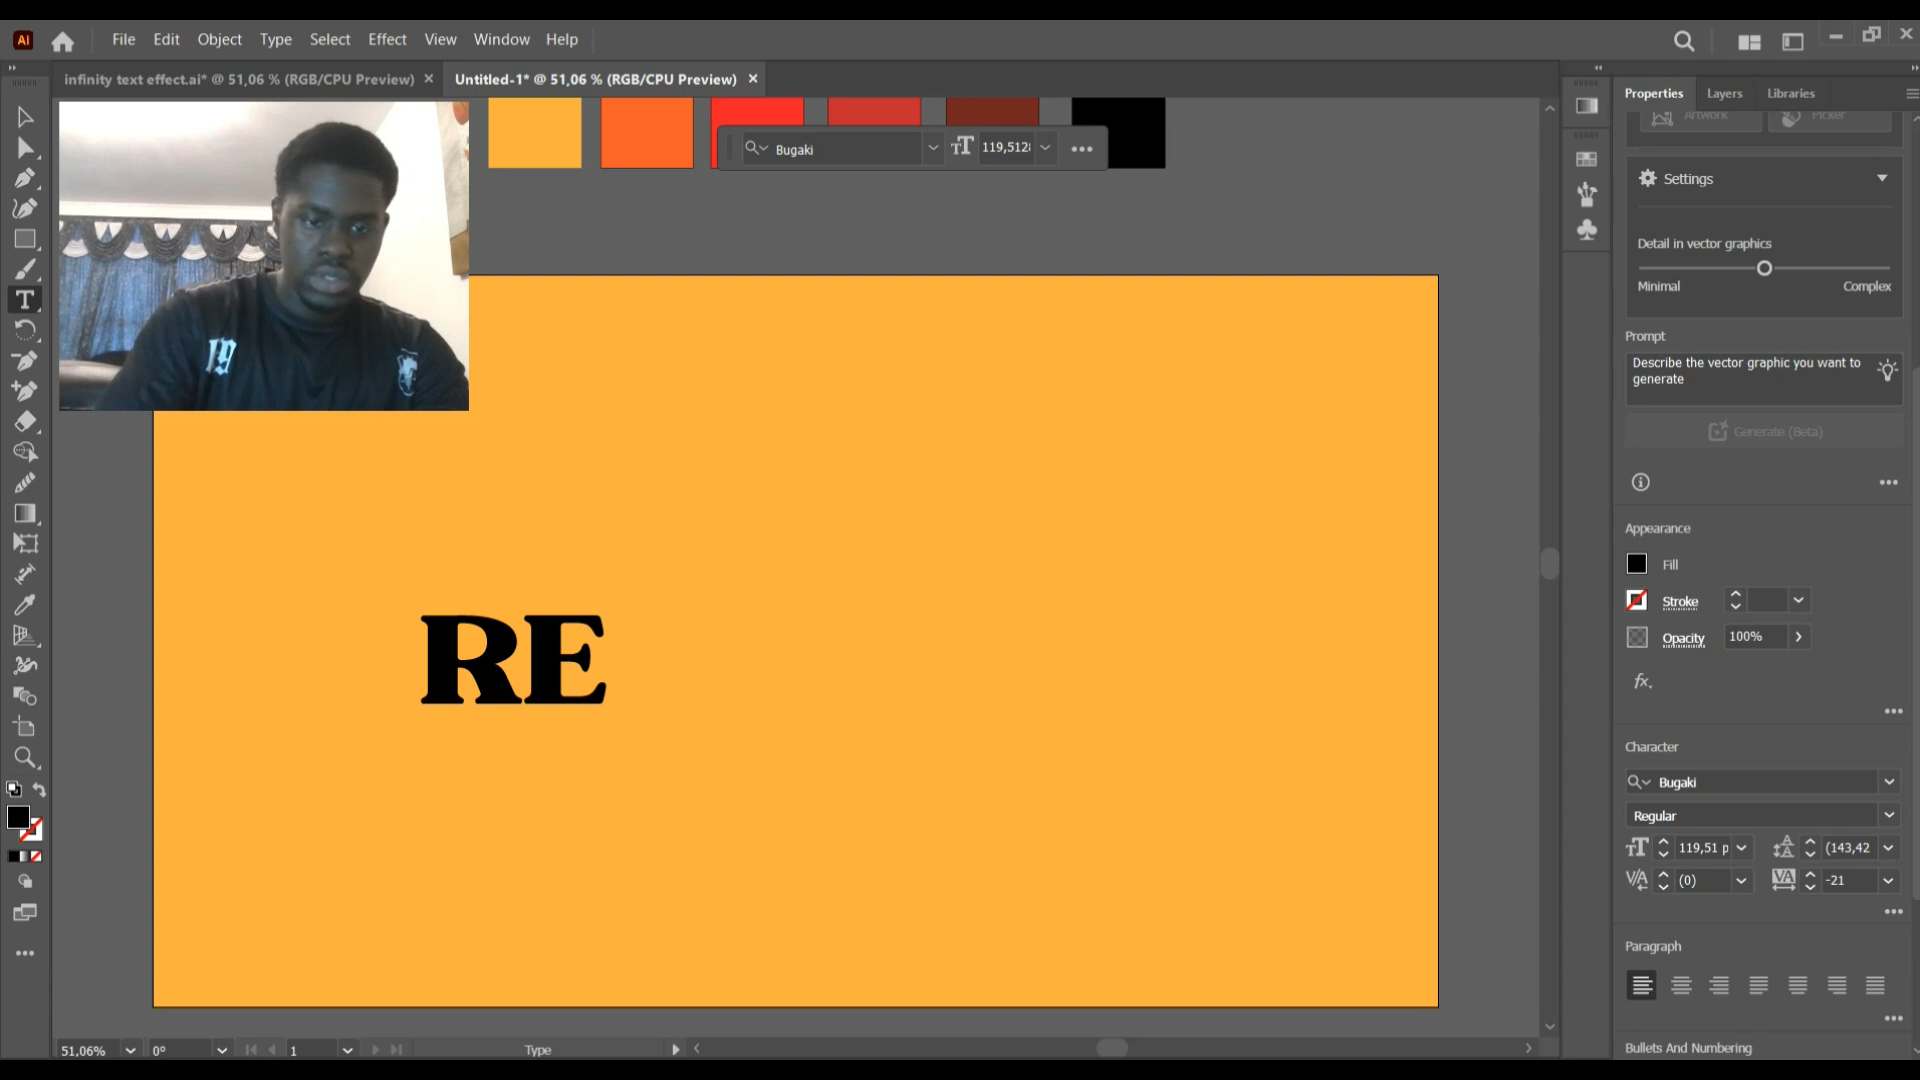 Ai File Edit Object Type Select Effect View Window Help
infinity text effect.ai* @ 51,06 % (RGB/CPU Preview) Untitled-1* @ 51,06 % (RGB/CPU Preview)
Properties Layers Libraries
Artwork Picker
Bugaki 119,512
Settings
Detail in vector graphics
Minimal Complex
Prompt
Describe the vector graphic you want to
generate
Generate (Beta)
19
Appearance
Fill
Stroke
Opacity 100%
fx.
RE
Character
Bugaki
Regular
119,51 p (143,42
(0) -21
Paragraph
Bullets And Numbering
51,06% 0° 1 Type